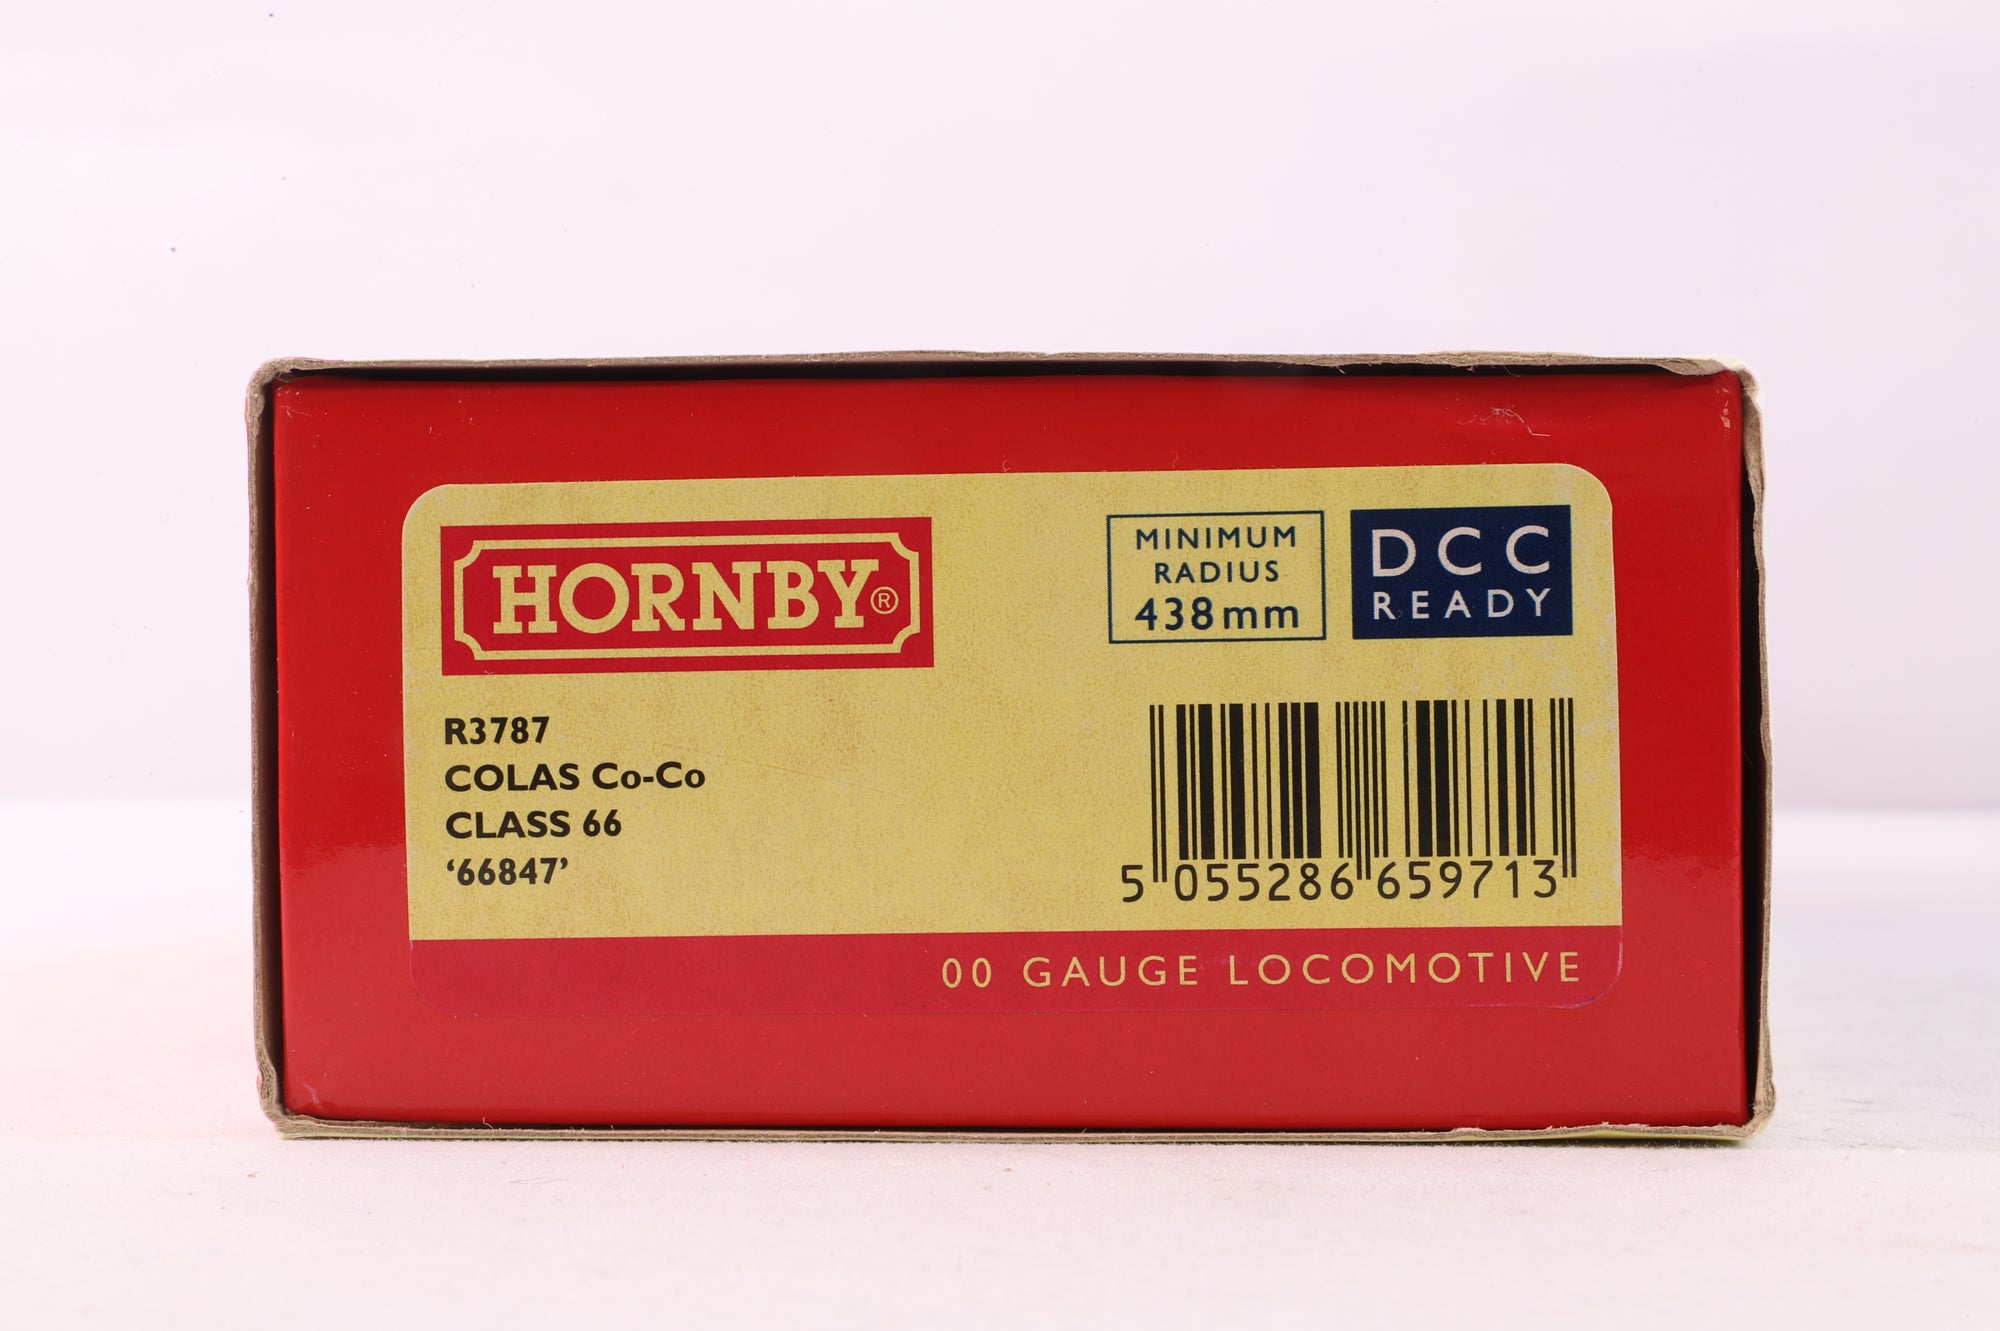 HORNBY®
MINIMUM
RADIUS
438mm
DCC
READY
R3787
COLAS Co-Co
CLASS 66
‘66847’
5 055286 659713
00 GAUGE LOCOMOTIVE